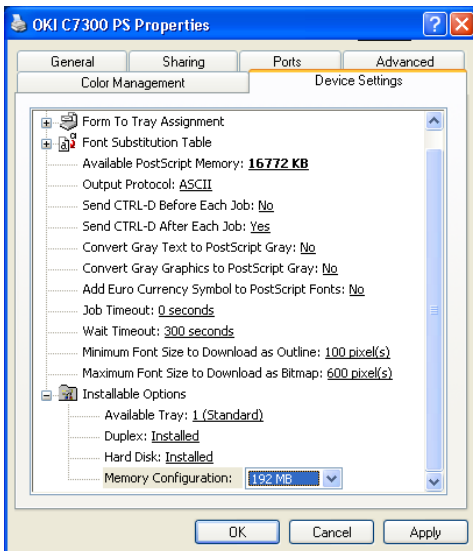 OKI C7300 PS Properties
General Sharing Ports Advanced
Color Management Device Settings
Form To Tray Assignment
Font Substitution Table
Available PostScript Memory: 16772 KB
Output Protocol: ASCII
Send CTRL-D Before Each Job: No
Send CTRL-D After Each Job: Yes
Convert Gray Text to PostScript Gray: No
Convert Gray Graphics to PostScript Gray: No
Add Euro Currency Symbol to PostScript Fonts: No
Job Timeout: 0 seconds
Wait Timeout: 300 seconds
Minimum Font Size to Download as Outline: 100 pixel(s)
Maximum Font Size to Download as Bitmap: 600 pixel(s)
Installable Options
Available Tray: 1 (Standard)
Duplex: Installed
Hard Disk: Installed
Memory Configuration: 192 MB
OK Cancel Apply